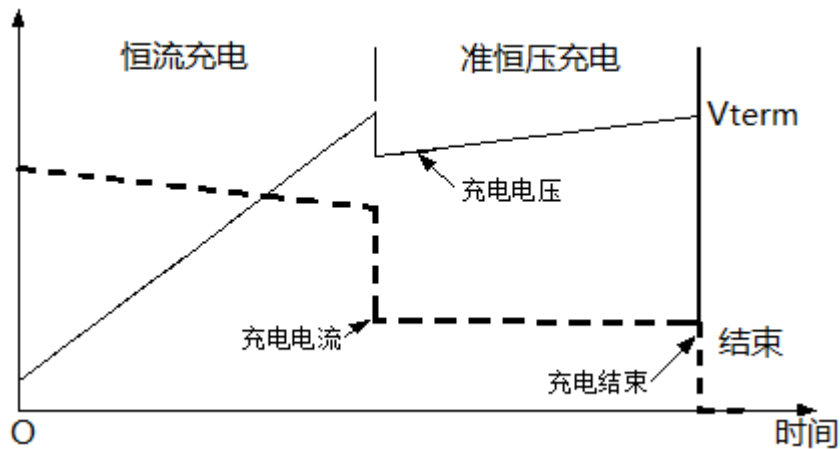 恒流充电
准恒压充电
Vterm
充电电压
充电电流
结束
充电结束
O
时间